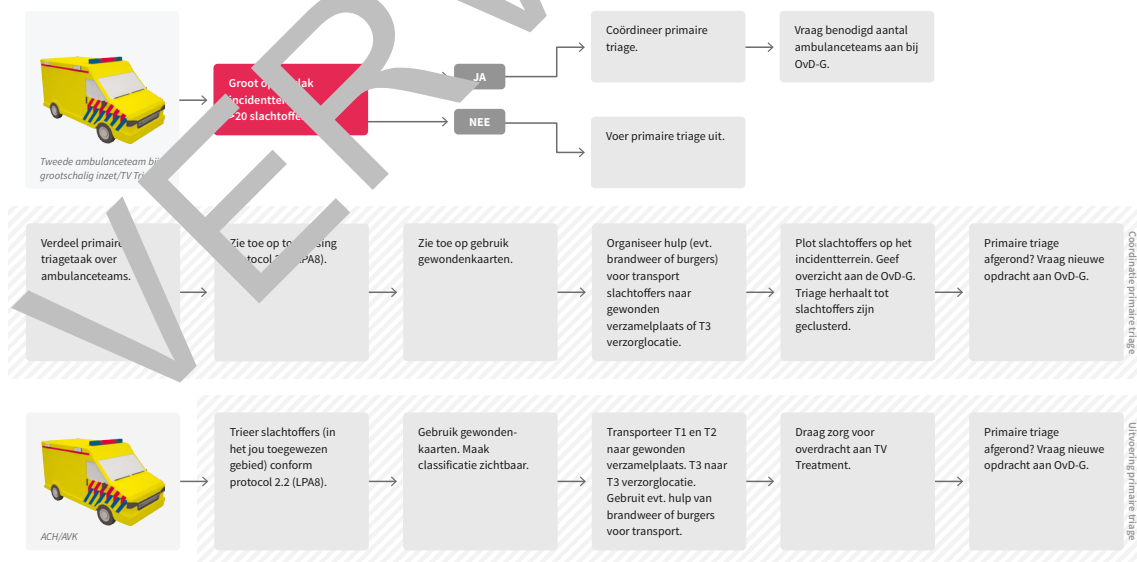 Coördineer primaire
triage.
Vraag benodigd aantal
ambulanceteams aan bij
OvD-G.
Groot
incidentter
>20 slachtoffe
JA
NEE
Voer primaire triage uit.
Tweede ambulanceteam bij
grootschalig inzet/TV Tri
Verdeel primaire
triagetaak over
ambulanceteams.
Zie toe op
Zie toe op gebruik
gewondenkaarten.
Organiseer hulp (evt.
brandweer of burgers)
voor transport
slachtoffers naar
gewonden
verzamelplaats of T3
verzorglocatie.
Plot slachtoffers op het
incidentterrein. Geef
overzicht aan de OvD-G.
Triage herhaalt tot
slachtoffers zijn
geclusterd.
Primaire triage
afgerond? Vraag nieuwe
opdracht aan OvD-G.
Coördinatie primaire triage
ACH/AVK
Trieer slachtoffers (in
het jou toegewezen
gebied) conform
protocol 2.2 (LPA8).
Gebruik gewonden-
kaarten. Maak
classificatie zichtbaar.
Transporteer T1 en T2
naar gewonden
verzamelplaats. T3 naar
T3 verzorglocatie.
Gebruit evt. hulp van
brandweer of burgers
voor transport.
Draag zorg voor
overdracht aan TV
Treatment.
Primaire triage
afgerond? Vraag nieuwe
opdracht aan OvD-G.
Uitvoering primaire triage